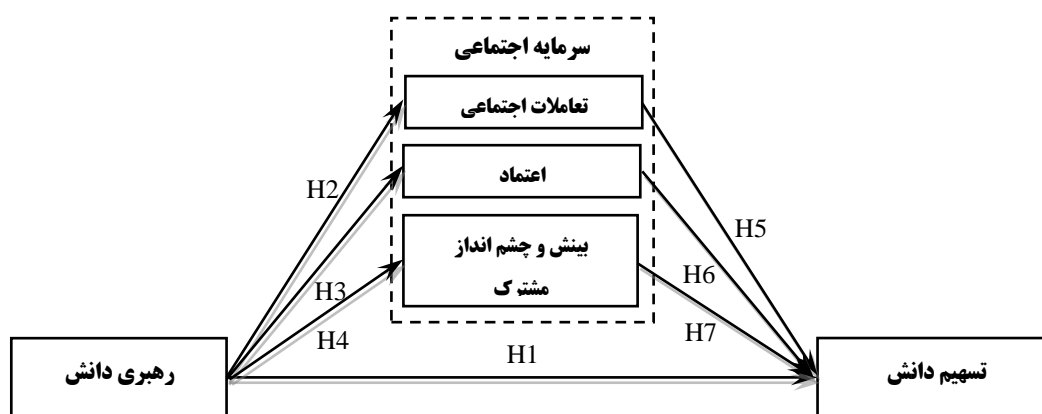 سرمایه اجتماعی
تعاملات اجتماعی
اعتماد
بینش و چشم انداز
مشترک
H2
H3
H4
H5
H6
H7
H1
رهبری دانش
تسهیم دانش